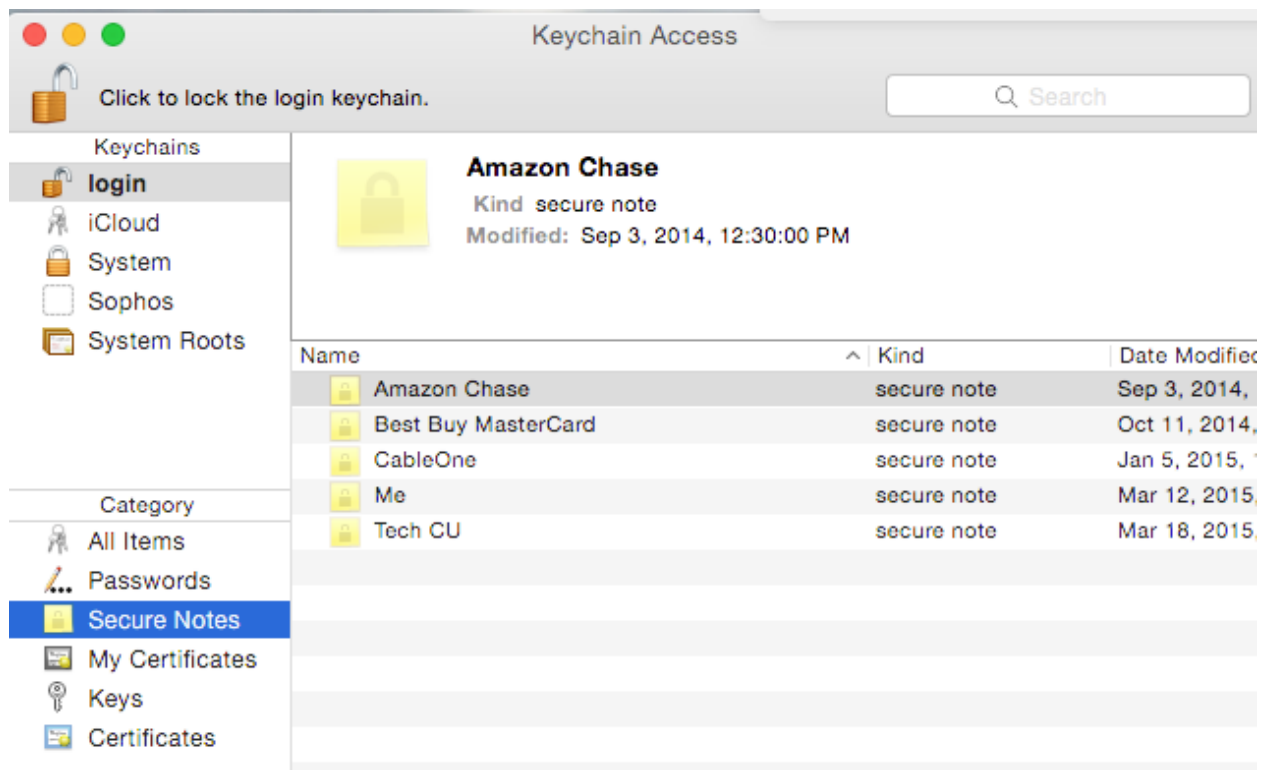 Keychain Access
Click to lock the login keychain.
Search
Keychains
login
iCloud
System
Sophos
System Roots
Category
All Items
Passwords
Secure Notes
My Certificates
Keys
Certificates
Amazon Chase
Kind secure note
Modified: Sep 3, 2014, 12:30:00 PM
Name Kind Date Modified
Amazon Chase secure note Sep 3, 2014,
Best Buy MasterCard secure note Oct 11, 2014,
CableOne secure note Jan 5, 2015,
Me secure note Mar 12, 2015,
Tech CU secure note Mar 18, 2015,